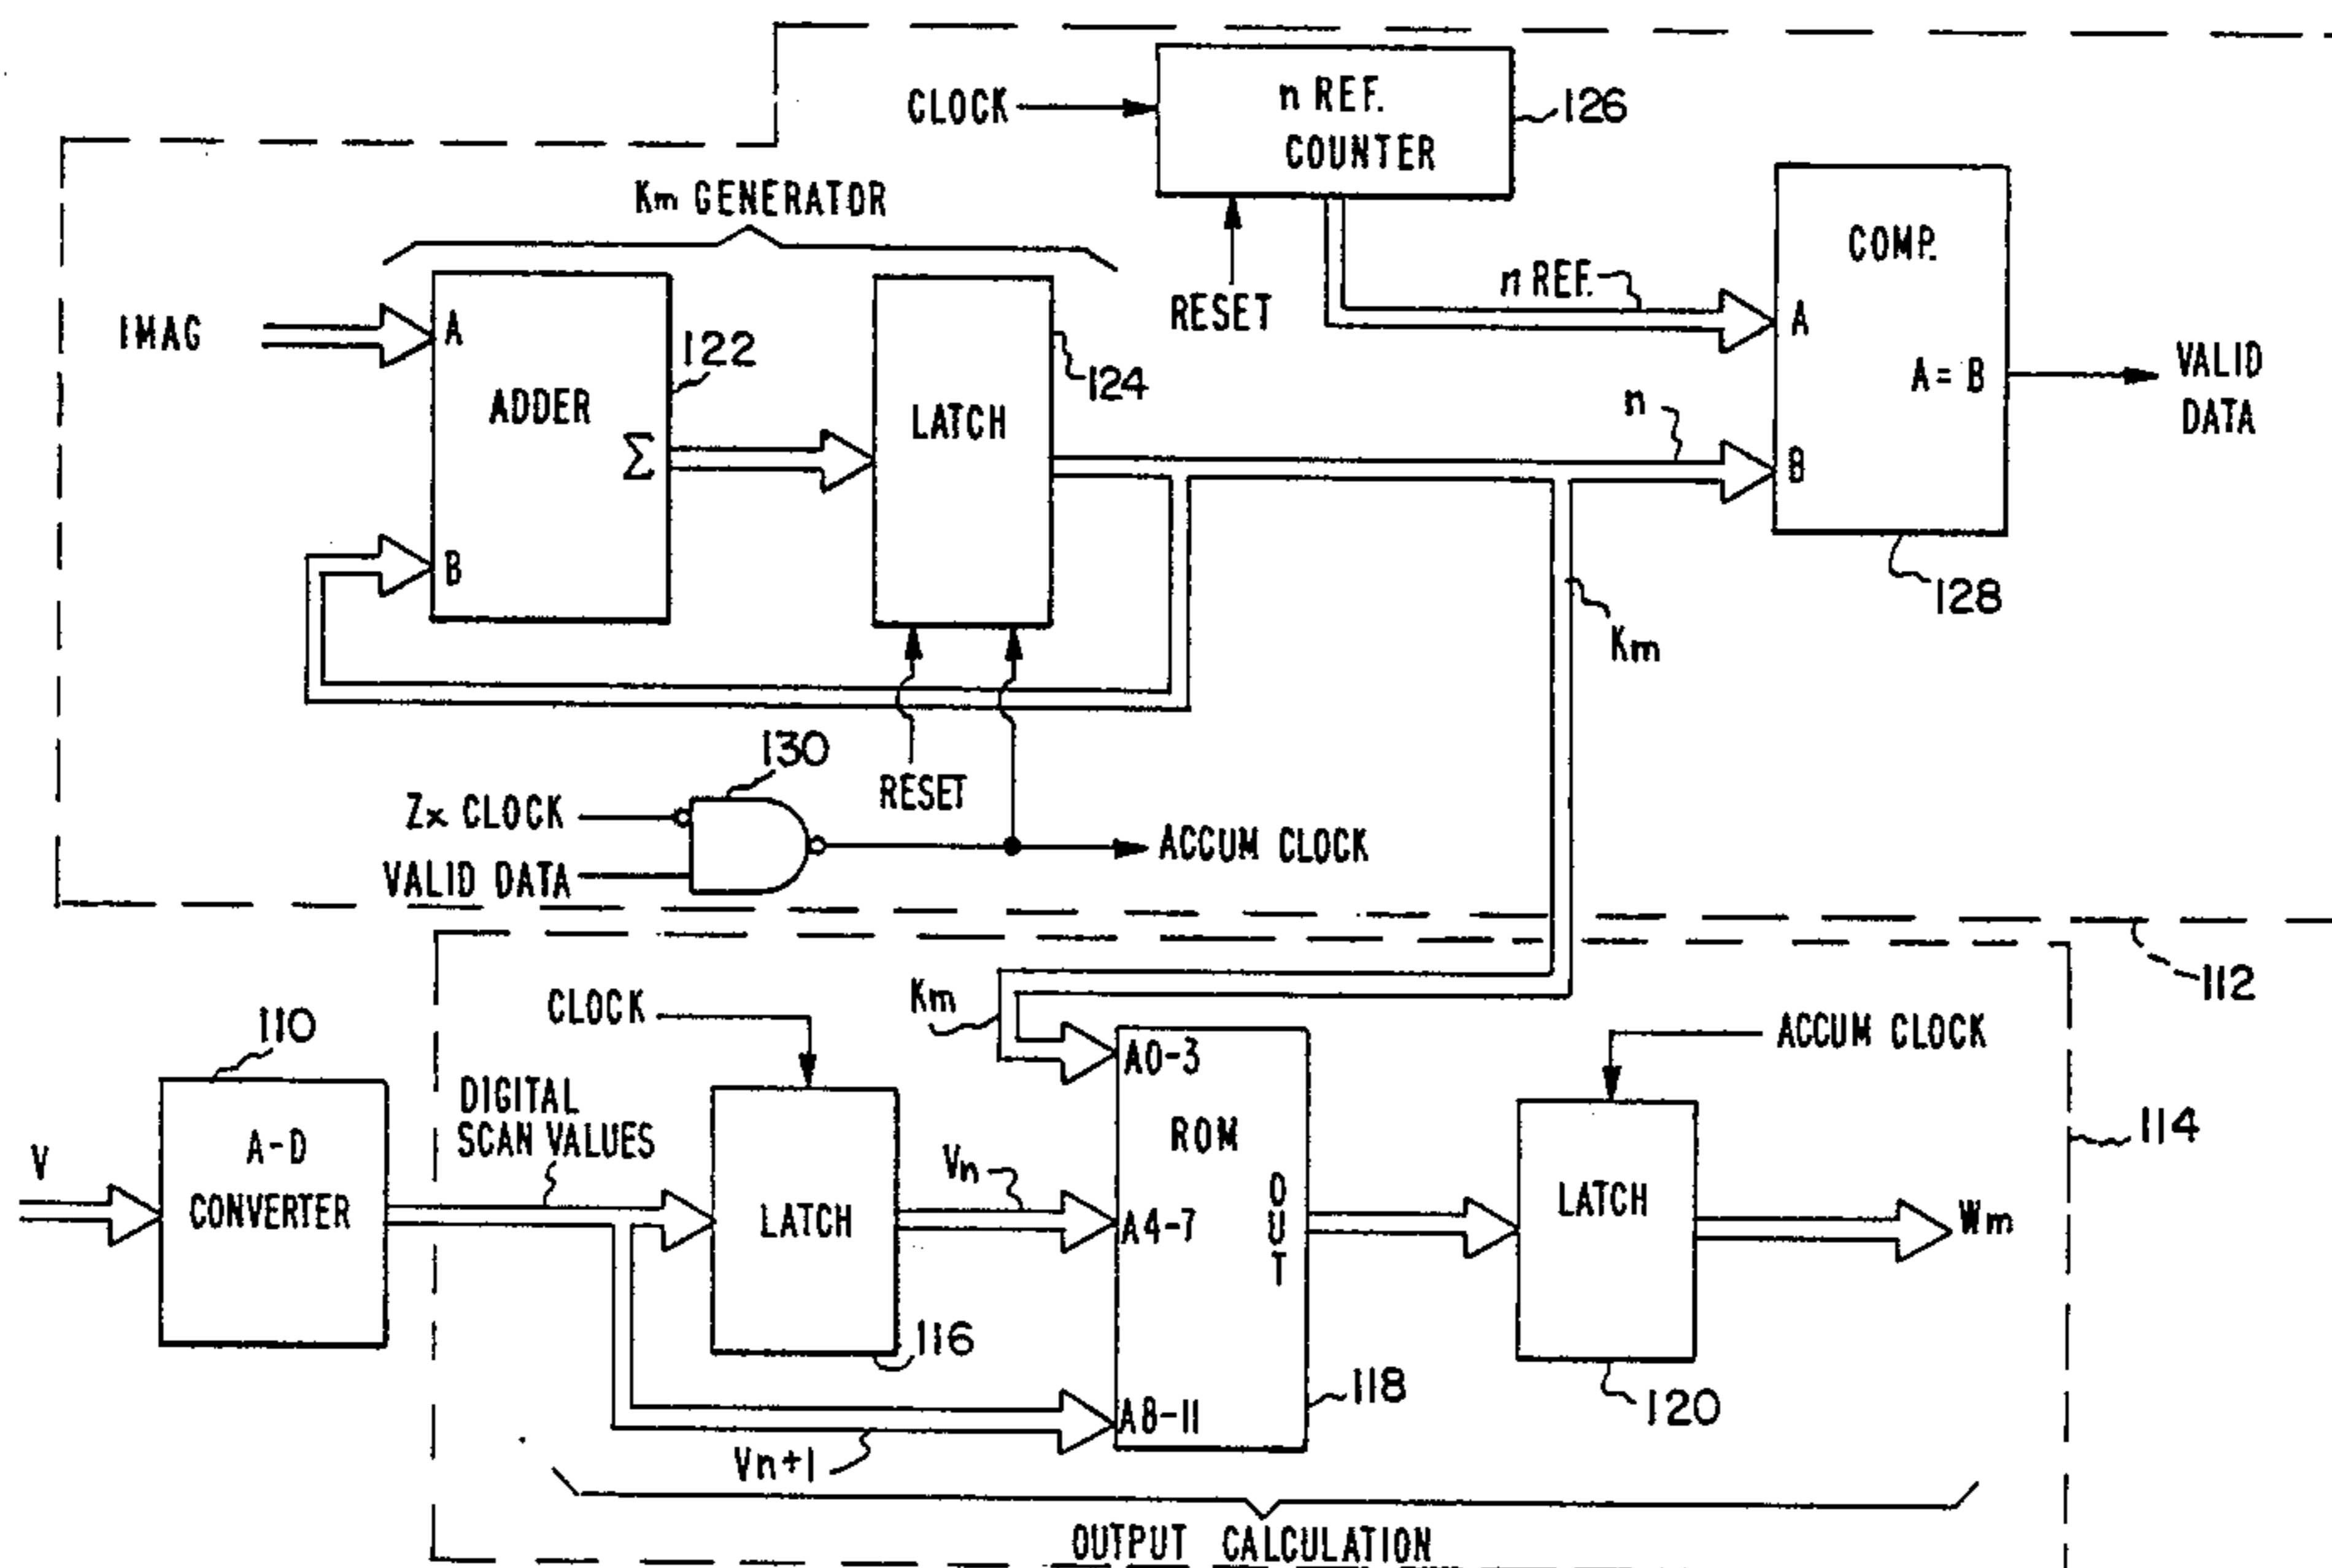 CLOCK
n REF.
COUNTER
126
Km GENERATOR
COMP.
n REF.
RESET
IMAG
A
122
ADDER
Σ
LATCH
124
A
A = B
VALID
DATA
n
B
B
128
Km
130
RESET
Zx CLOCK
VALID DATA
ACCUM CLOCK
112
CLOCK
Km
ACCUM CLOCK
110
DIGITAL
SCAN VALUES
A0-3
ROM
114
V
A-D
CONVERTER
LATCH
Vn
A4-7
OUT
LATCH
Wm
116
118
120
A8-11
Vn+1
OUTPUT CALCULATION